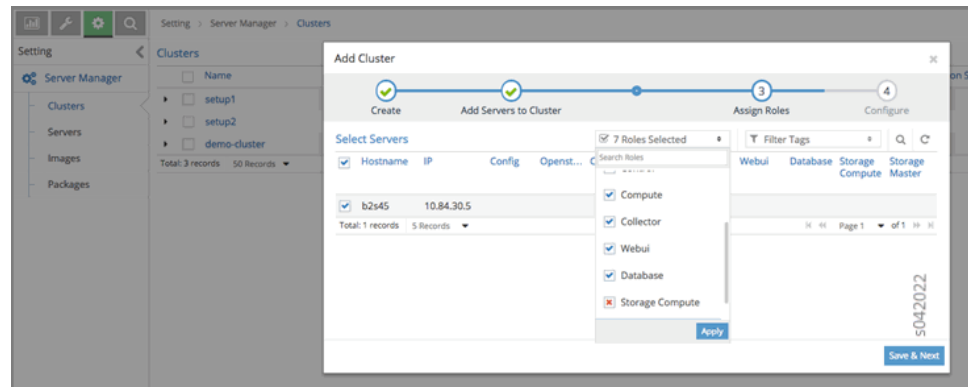 Setting > Server Manager > Clusters
Setting
Server Manager
Clusters
Servers
Images
Packages
Clusters
Name
setup1
setup2
demo-cluster
Total: 3 records 50 Records
on S
Add Cluster
3
4
Create
Add Servers to Cluster
Assign Roles
Configure
Select Servers
7 Roles Selected
Filter Tags
Search Roles
Hostname IP Config Openst... C Webui Database Storage Compute Storage Master
Compute
b2s45 10.84.30.5
Collector
Total: 1 records 5 Records
Page 1 of 1
Webui
Database
Storage Compute
Apply
s042022
Save & Next